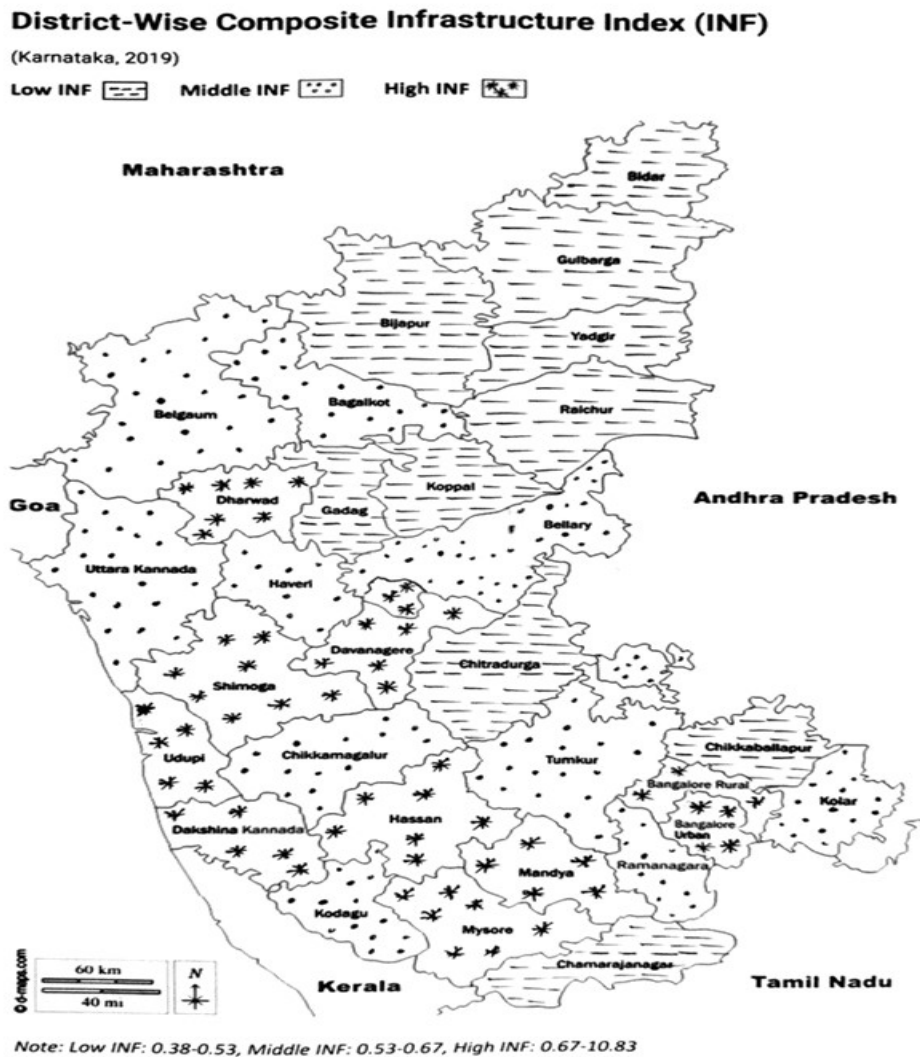 District-Wise Composite Infrastructure Index (INF)
(Karnataka, 2019)
Low INF Middle INF High INF
Maharashtra
Bidar
Gulbarga
Bijapur
Yadgir
Bagalkot
Raichur
Belgaum
Koppal
Dharwad
Gadag
Goa
Andhra Pradesh
Bellary
Uttara Kannada
Haveri
Davanagere
Chitradurga
Shimoga
Chikkaballapur
Udupi
Chikkamagalur
Tumkur
Bangalore Rural
Kolar
Hassan
Dakshina Kannada
Bangalore
Urban
Mandya
Ramanagara
Kodagu
Mysore
Chamarajanagar
60 km
40 mi
N
Kerala
Tamil Nadu
© d-maps.com
Note: Low INF: 0.38-0.53, Middle INF: 0.53-0.67, High INF: 0.67-10.83